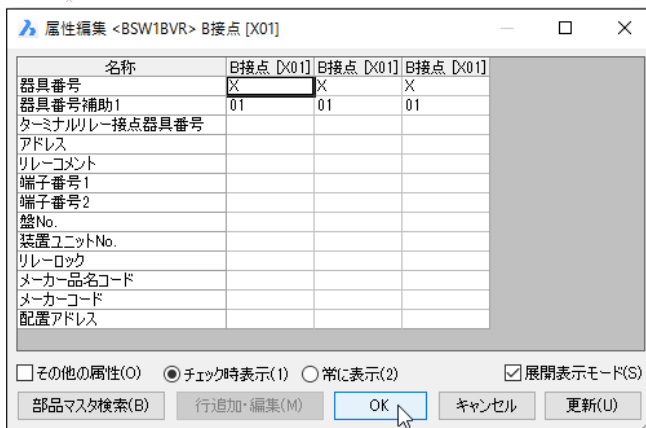 属性編集 <BSW1BVR> B接点 [X01]
名称 B接点 [X01] B接点 [X01] B接点 [X01]
器具番号 X X X
器具番号補助1 01 01 01
ターミナルリレー接点器具番号
アドレス
リレーコメント
端子番号1
端子番号2
盤No.
装置ユニットNo.
リレーロック
メーカー品名コード
メーカーコード
配置アドレス
その他の属性(O) チェック時表示(1) 常に表示(2) 展開表示モード(S)
部品マスタ検索(B) 行追加・編集(M) OK キャンセル 更新(U)